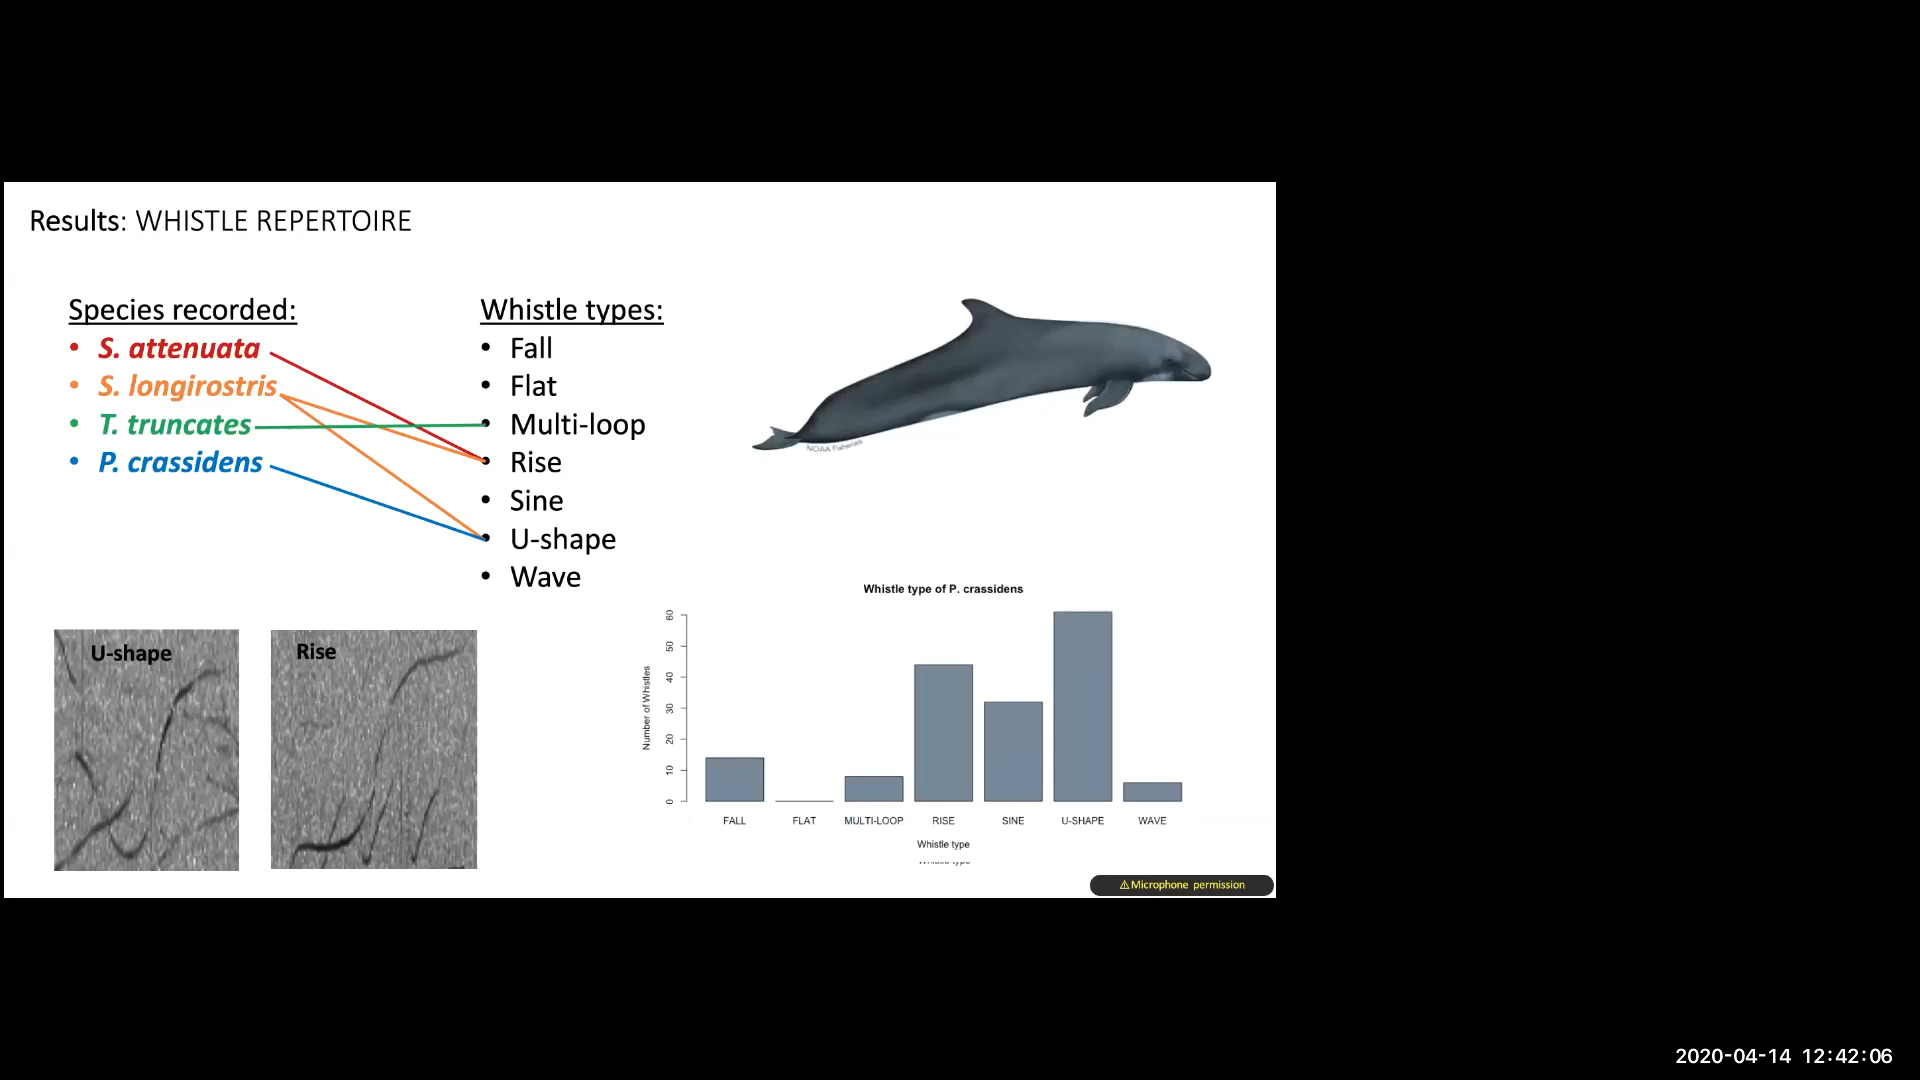 Results: WHISTLE REPERTOIRE
Species recorded:
• S. attenuata
• S. longirostris
• T. truncates
• P. crassidens
Whistle types:
• Fall
• Flat
• Multi-loop
• Rise
• Sine
• U-shape
• Wave
NOAA Fisheries
U-shape
Rise
Whistle type of P. crassidens
Number of Whistles
60
50
40
30
20
10
0
FALL FLAT MULTI-LOOP RISE SINE U-SHAPE WAVE
Whistle type
Whistle type
⚠Microphone permission
2020-04-14 12:42:06